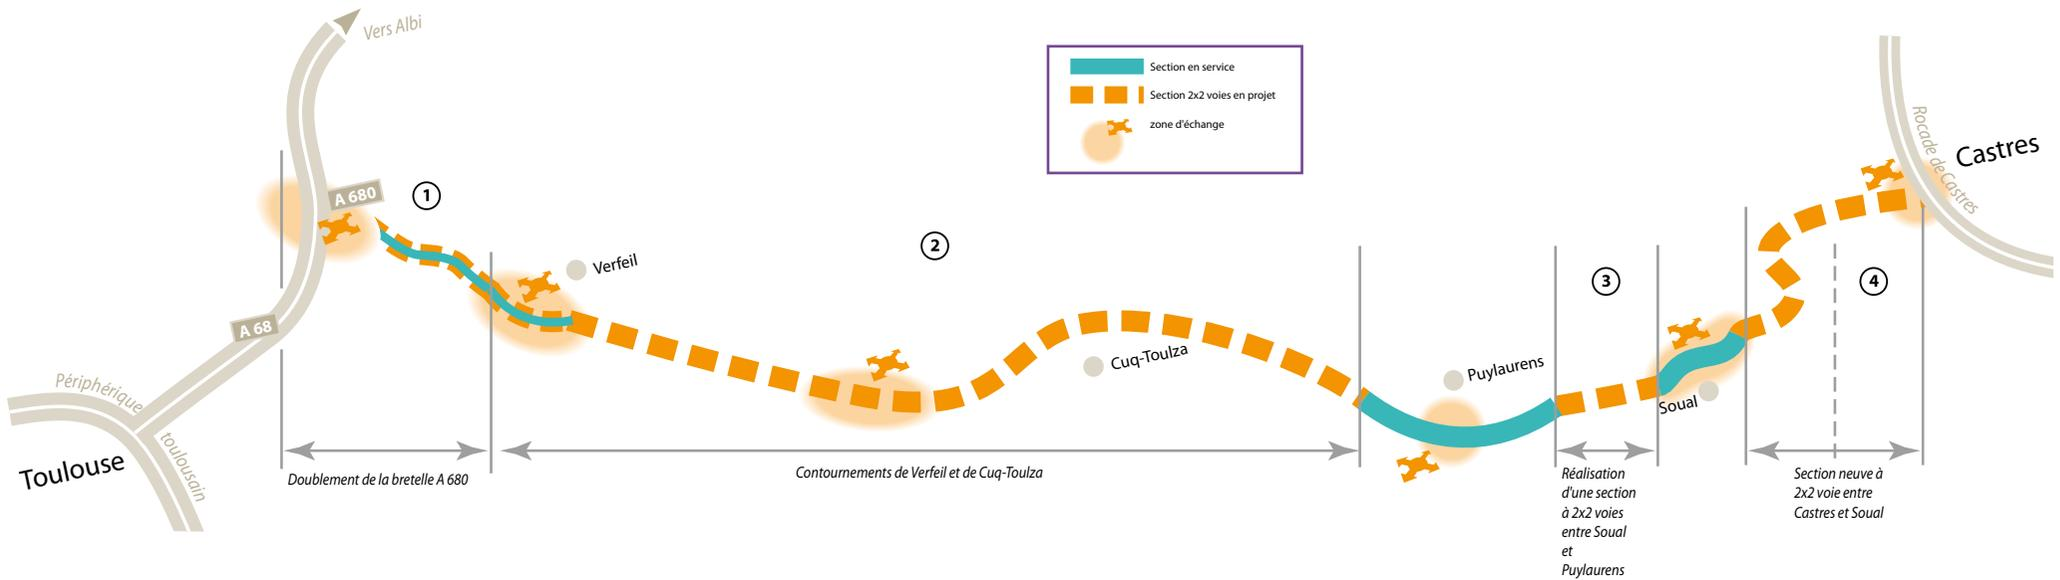 Vers Albi
Section en service
Section 2x2 voies en projet
zone d'échange
Rocade de Castres
Castres
A 680
1
2
Verfeil
3
4
A 68
Cuq-Toulza
Puylaurens
Soual
Périphérique
toulousain
Toulouse
Doublement de la bretelle A 680
Contournements de Verfeil et de Cuq-Toulza
Réalisation
d'une section
à 2x2 voies
entre Soual
et
Puylaurens
Section neuve à
2x2 voie entre
Castres et Soual